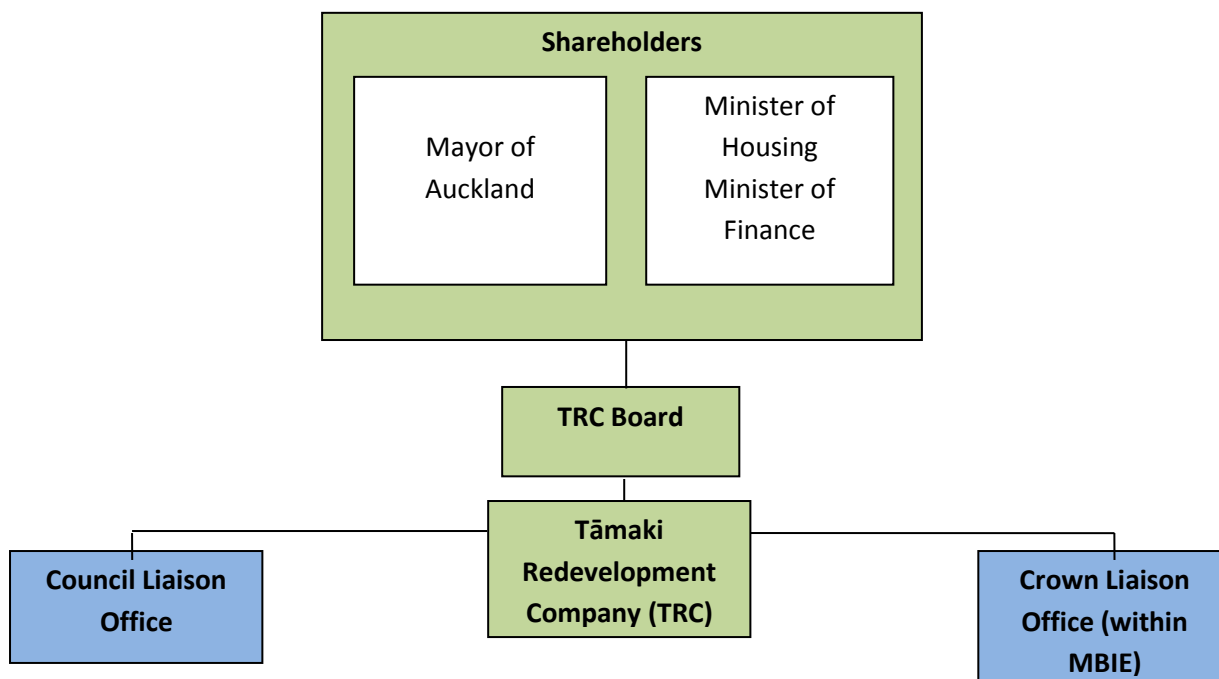 Shareholders
Mayor of
Auckland
Minister of
Housing
Minister of
Finance
TRC Board
Tāmaki
Redevelopment
Company (TRC)
Council Liaison
Office
Crown Liaison
Office (within
MBIE)